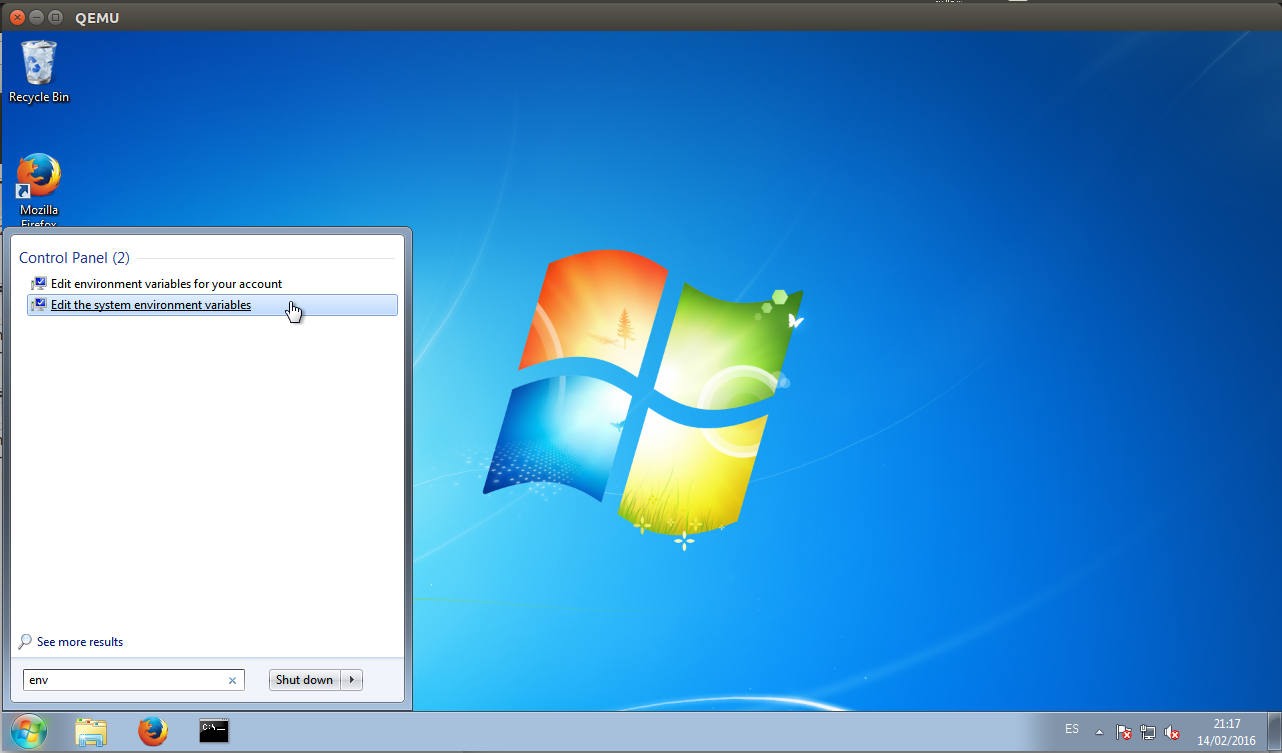 QEMU
Recycle Bin
Mozilla
Firefox
Control Panel (2)
Edit environment variables for your account
Edit the system environment variables
See more results
env
Shut down
C:\_
ES
21:17
14/02/2016